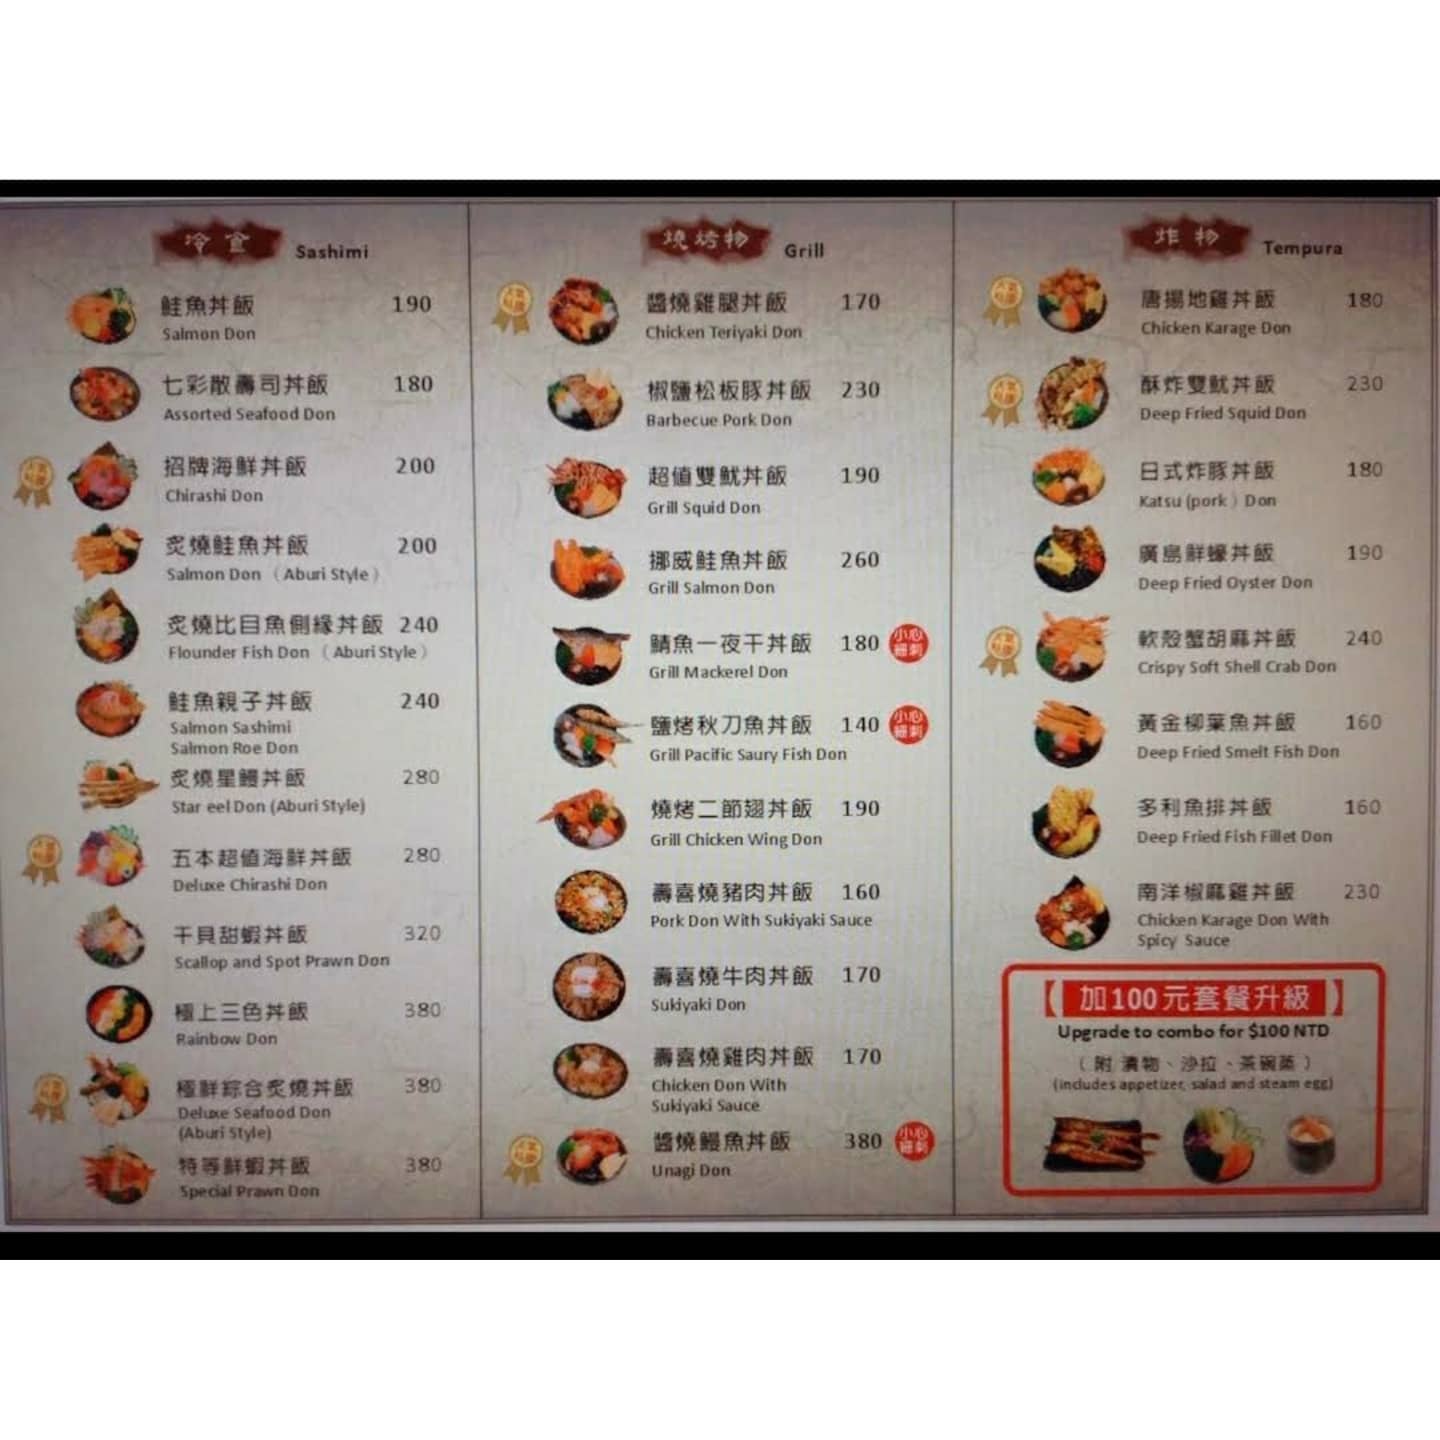 冷食 Sashimi
鮭魚丼飯 190
Salmon Don
七彩散壽司丼飯 180
Assorted Seafood Don
人氣
招牌海鮮丼飯 200
Chirashi Don
炙燒鮭魚丼飯 200
Salmon Don （Aburi Style）
炙燒比目魚側緣丼飯 240
Flounder Fish Don （Aburi Style）
鮭魚親子丼飯 240
Salmon Sashimi
Salmon Roe Don
炙燒星鰻丼飯 280
Star eel Don (Aburi Style)
人氣
五本超值海鮮丼飯 280
Deluxe Chirashi Don
干貝甜蝦丼飯 320
Scallop and Spot Prawn Don
極上三色丼飯 380
Rainbow Don
人氣
極鮮綜合炙燒丼飯 380
Deluxe Seafood Don
(Aburi Style)
特等鮮蝦丼飯 380
Special Prawn Don
燒烤物 Grill
人氣
醬燒雞腿丼飯 170
Chicken Teriyaki Don
椒鹽松板豚丼飯 230
Barbecue Pork Don
超值雙魷丼飯 190
Grill Squid Don
挪威鮭魚丼飯 260
Grill Salmon Don
鯖魚一夜干丼飯 180 小心
細刺
Grill Mackerel Don
鹽烤秋刀魚丼飯 140 小心
細刺
Grill Pacific Saury Fish Don
燒烤二節翅丼飯 190
Grill Chicken Wing Don
壽喜燒豬肉丼飯 160
Pork Don With Sukiyaki Sauce
壽喜燒牛肉丼飯 170
Sukiyaki Don
壽喜燒雞肉丼飯 170
Chicken Don With
Sukiyaki Sauce
人氣
醬燒鰻魚丼飯 380 小心
細刺
Unagi Don
炸物 Tempura
人氣
唐揚地雞丼飯 180
Chicken Karage Don
人氣
酥炸雙魷丼飯 230
Deep Fried Squid Don
日式炸豚丼飯 180
Katsu (pork ) Don
廣島鮮蠔丼飯 190
Deep Fried Oyster Don
人氣
軟殼蟹胡麻丼飯 240
Crispy Soft Shell Crab Don
黃金柳葉魚丼飯 160
Deep Fried Smelt Fish Don
多利魚排丼飯 160
Deep Fried Fish Fillet Don
南洋椒麻雞丼飯 230
Chicken Karage Don With
Spicy Sauce
【加100元套餐升級】
Upgrade to combo for $100 NTD
（附 漬物、沙拉、茶碗蒸）
(includes appetizer, salad and steam egg)